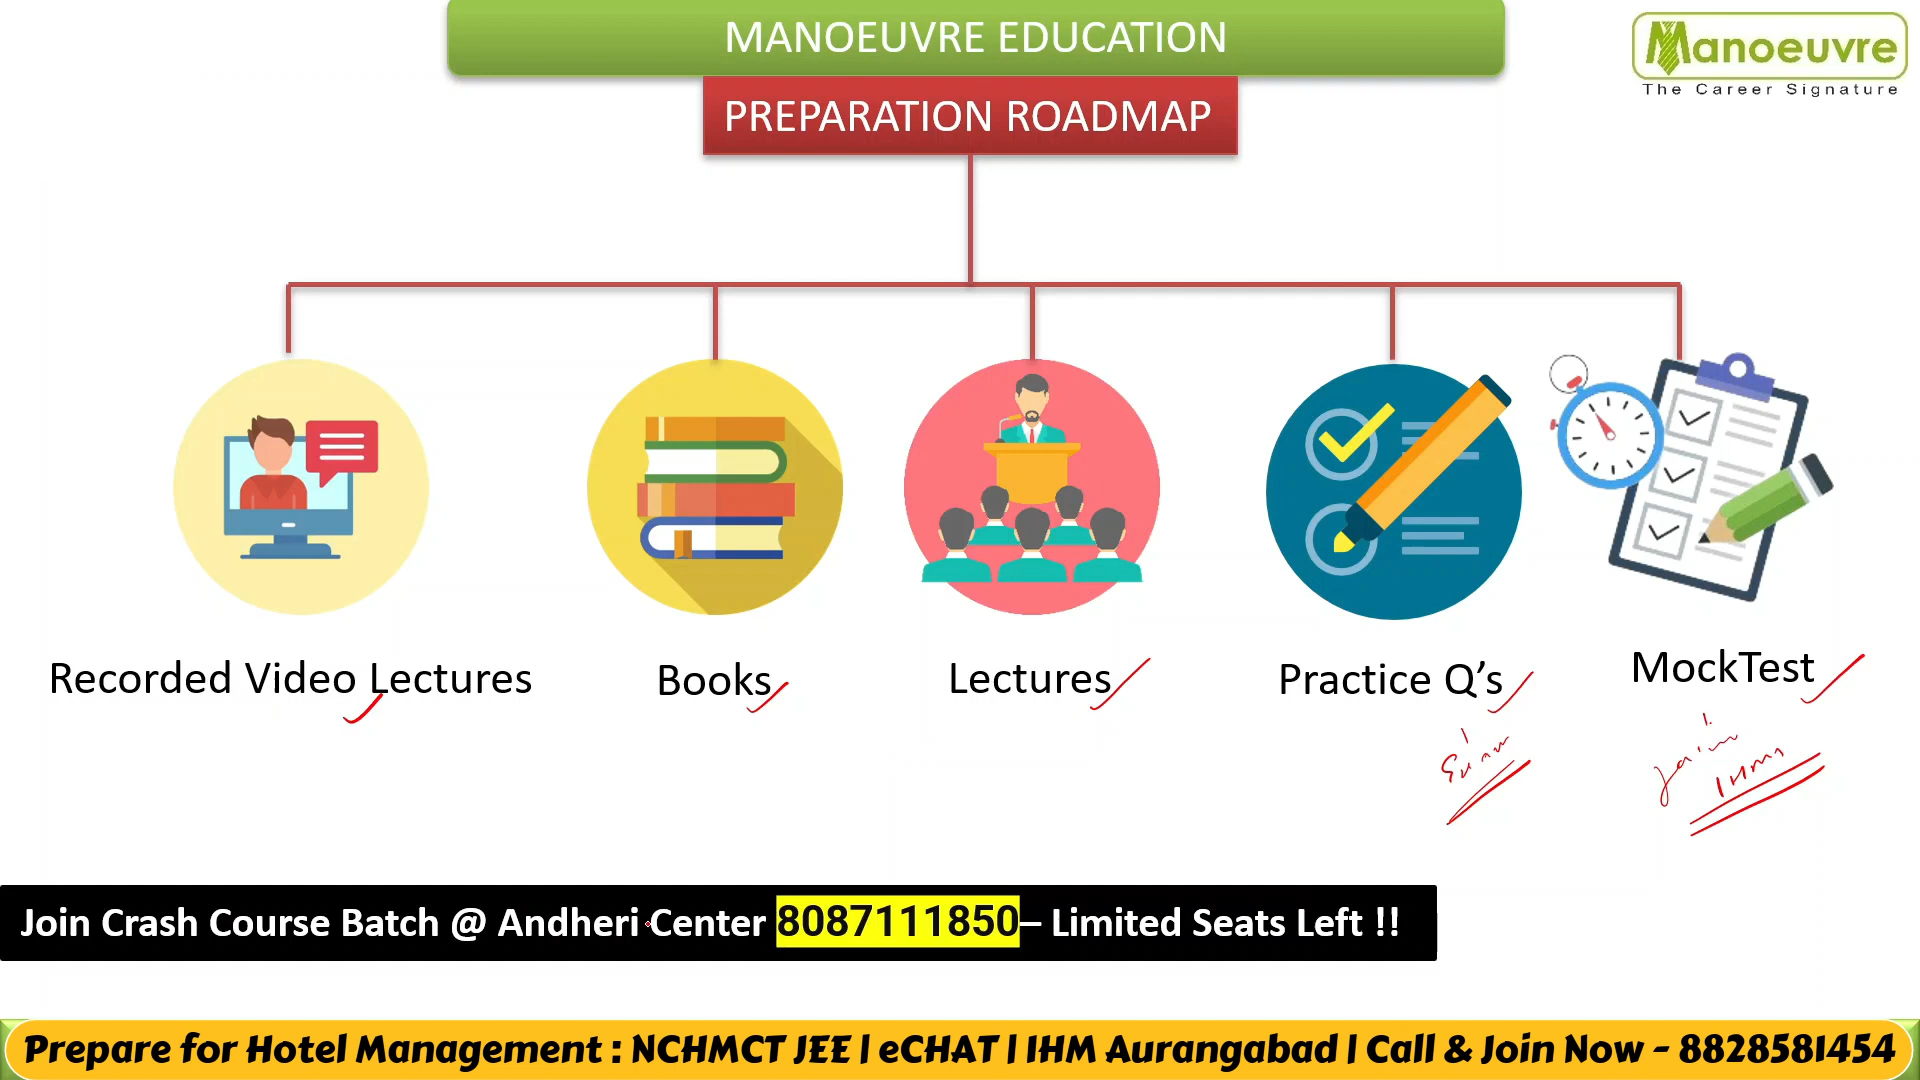 MANOEUVRE EDUCATION
Manoeuvre
The Career Signature
PREPARATION ROADMAP
Recorded Video Lectures
Books
Lectures
Practice Q’s
MockTest
Exam
IHMs
Join Crash Course Batch @ Andheri Center 8087111850– Limited Seats Left !!
Prepare for Hotel Management : NCHMCT JEE | eCHAT | IHM Aurangabad | Call & Join Now - 8828581454